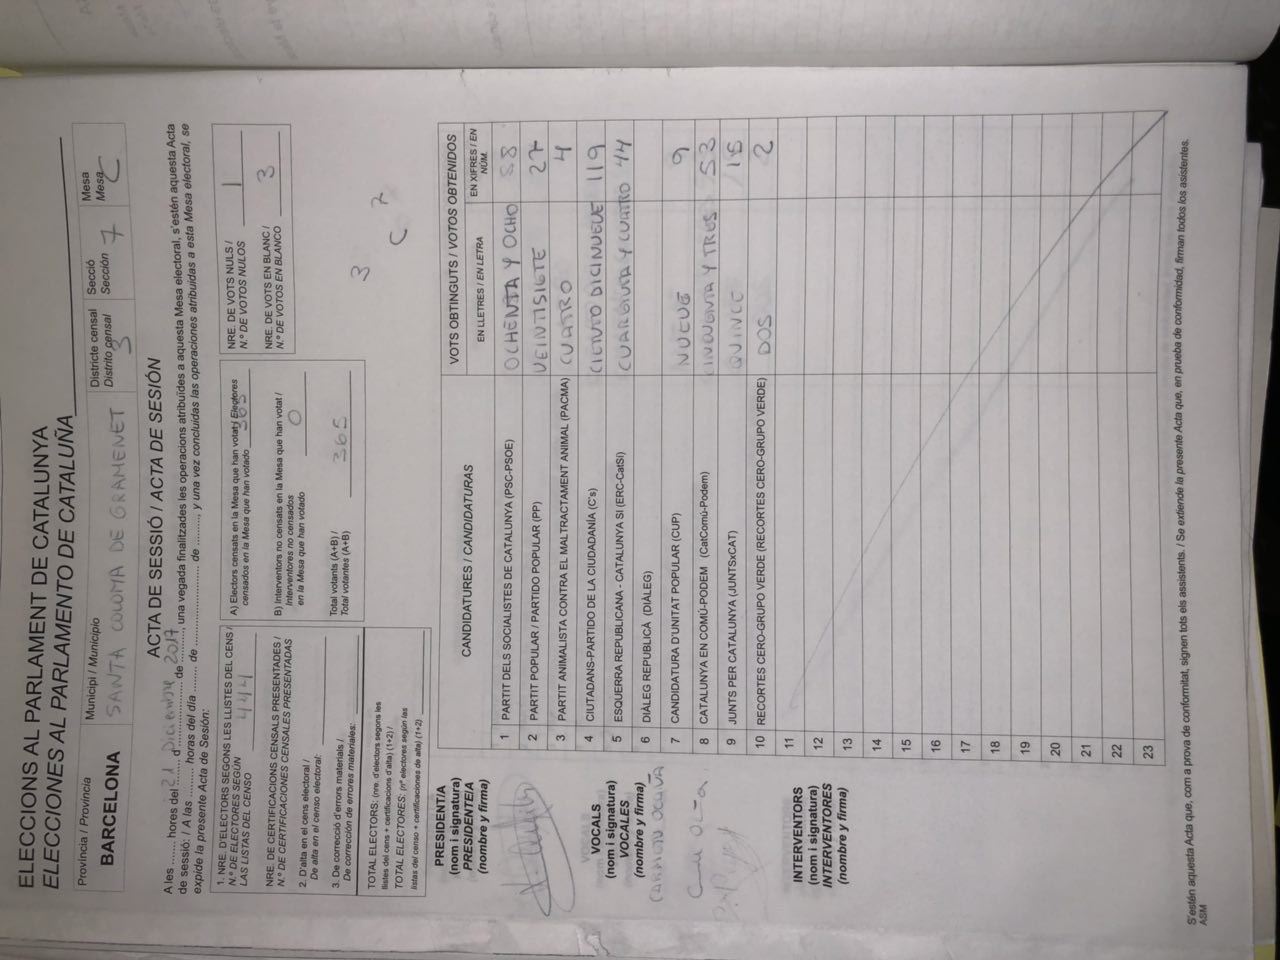 ELECCIONS AL PARLAMENT DE CATALUNYA
ELECCIONES AL PARLAMENTO DE CATALUÑA
Província / Provincia
BARCELONA
Municipi / Municipio
SANTA COLOMA DE GRAMENET
Districte censal
Distrito censal
3
Secció
Sección 7
Mesa
Mesa C
ACTA DE SESSIÓ / ACTA DE SESIÓN
A les ........ hores del 21 d' Diciembre de 2017, una vegada finalitzades les operacions atribuïdes a aquesta Mesa electoral, s'estén aquesta Acta
de sessió: / A las ........ horas del día ........ de ........................ de ........, y una vez concluidas las operaciones atribuidas a esta Mesa electoral, se
expide la presente Acta de Sesión:
1. NRE. D'ELECTORS SEGONS LES LLISTES DEL CENS /
N.º DE ELECTORES SEGÚN
LAS LISTAS DEL CENSO 444
NRE. DE CERTIFICACIONS CENSALS PRESENTADES /
N.º DE CERTIFICACIONES CENSALES PRESENTADAS
2. D'alta en el cens electoral /
De alta en el censo electoral:
3. De correcció d'errors materials /
De corrección de errores materiales:
TOTAL ELECTORS: (nre. d'electors segons les
llistes del cens + certificacions d'alta) (1+2) /
TOTAL ELECTORES: (nº electores según las
listas del censo + certificaciones de alta) (1+2)
A) Electors censats en la Mesa que han votat / Electores
censados en la Mesa que han votado 365
B) Interventors no censats en la Mesa que han votat /
Interventores no censados
en la Mesa que han votado 0
Total votants (A+B) /
Total votantes (A+B) 365
NRE. DE VOTS NULS /
N.º DE VOTOS NULOS 1
NRE. DE VOTS EN BLANC /
N.º DE VOTOS EN BLANCO 3
3 C 7
CANDIDATURES / CANDIDATURAS
VOTS OBTINGUTS / VOTOS OBTENIDOS
EN LLETRES / EN LETRA
EN XIFRES / EN
NÚM.
1 PARTIT DELS SOCIALISTES DE CATALUNYA (PSC-PSOE) OCHENTA Y OCHO 88
2 PARTIT POPULAR / PARTIDO POPULAR (PP) VEINTISIETE 27
3 PARTIT ANIMALISTA CONTRA EL MALTRACTAMENT ANIMAL (PACMA) CUATRO 4
4 CIUTADANS-PARTIDO DE LA CIUDADANÍA (C's) CIENTO DICINUEUE 119
5 ESQUERRA REPUBLICANA - CATALUNYA SI (ERC-CatSí) CUARENTA Y CUATRO 44
6 DIÀLEG REPUBLICÀ (DIÀLEG)
7 CANDIDATURA D'UNITAT POPULAR (CUP) NUEUE 9
8 CATALUNYA EN COMÚ-PODEM (CatComú-Podem) CINCUENTA Y TRES 53
9 JUNTS PER CATALUNYA (JUNTSxCAT) QUINCE 15
10 RECORTES CERO-GRUPO VERDE (RECORTES CERO-GRUPO VERDE) DOS 2
11
12
13
14
15
16
17
18
19
20
21
22
23
PRESIDENT/A
(nom i signatura)
PRESIDENTE/A
(nombre y firma)
VOCALS
(nom i signatura)
VOCALES
(nombre y firma)
INTERVENTORS
(nom i signatura)
INTERVENTORES
(nombre y firma)
S'estén aquesta Acta que, com a prova de conformitat, signen tots els assistents. / Se extiende la presente Acta que, en prueba de conformidad, firman todos los asistentes.
ASM